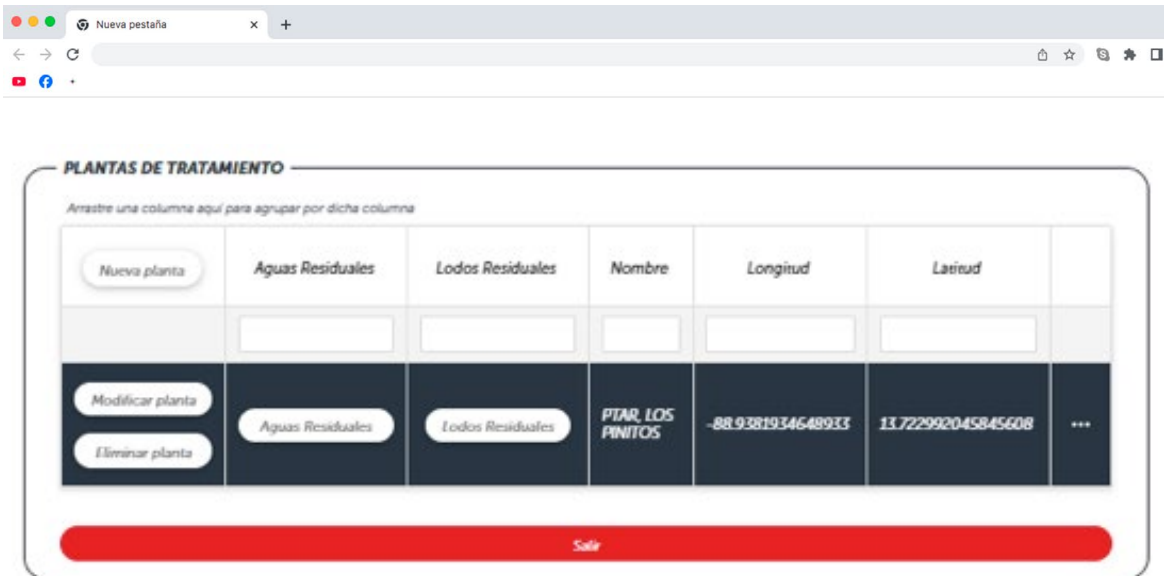 Nueva pestaña
PLANTAS DE TRATAMIENTO
Arrastre una columna aquí para agrupar por dicha columna
Nueva planta Aguas Residuales Lodos Residuales Nombre Longitud Latitud
Modificar planta
Eliminar planta
Aguas Residuales Lodos Residuales
PTAR, LOS
PINITOS
-88.9381934648933 13.722992045845608 ...
Salir